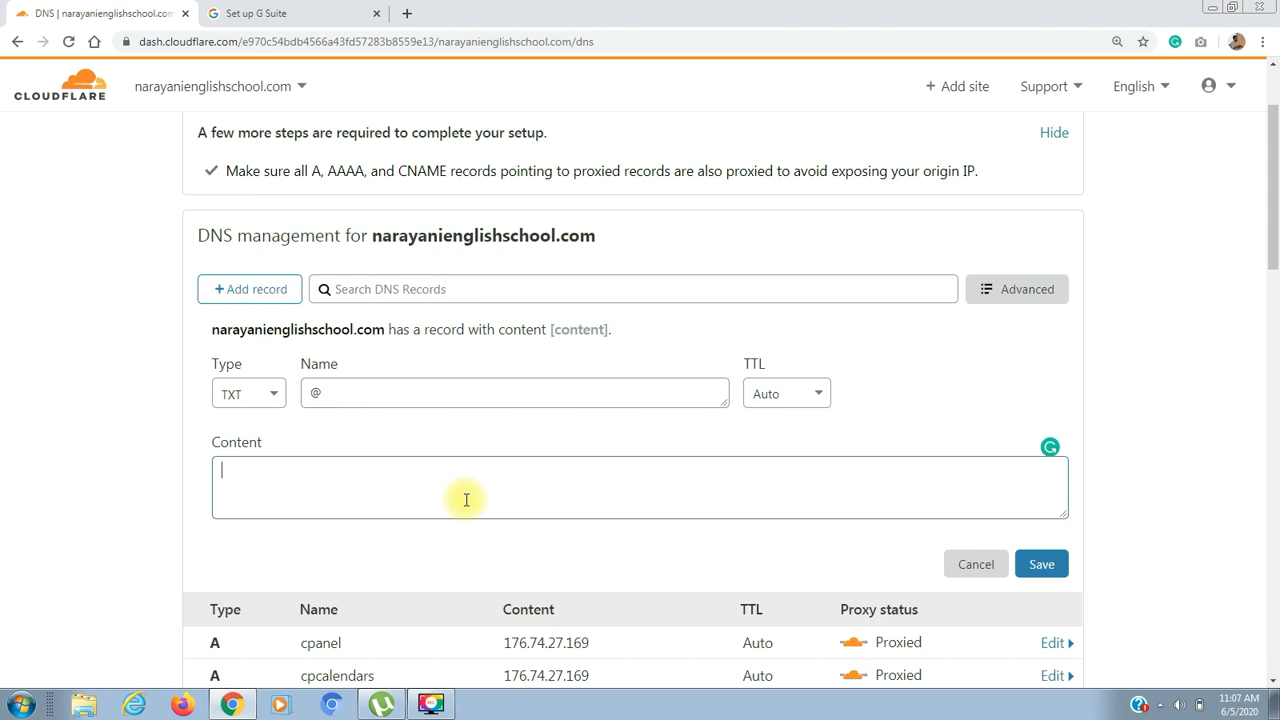 DNS | narayanienglishschool.com
Set up G Suite
dash.cloudflare.com/e970c54bdb4566a43fd57283b8559e13/narayanienglishschool.com/dns
CLOUDFLARE
narayanienglishschool.com
+ Add site
Support
English
A few more steps are required to complete your setup.
Hide
Make sure all A, AAAA, and CNAME records pointing to proxied records are also proxied to avoid exposing your origin IP.
DNS management for narayanienglishschool.com
+ Add record
Search DNS Records
Advanced
narayanienglishschool.com has a record with content [content].
Type Name TTL
TXT @ Auto
Content
Cancel Save
Type Name Content TTL Proxy status
A cpanel 176.74.27.169 Auto Proxied Edit
A cpcalendars 176.74.27.169 Auto Proxied Edit
REC
11:07 AM
6/5/2020